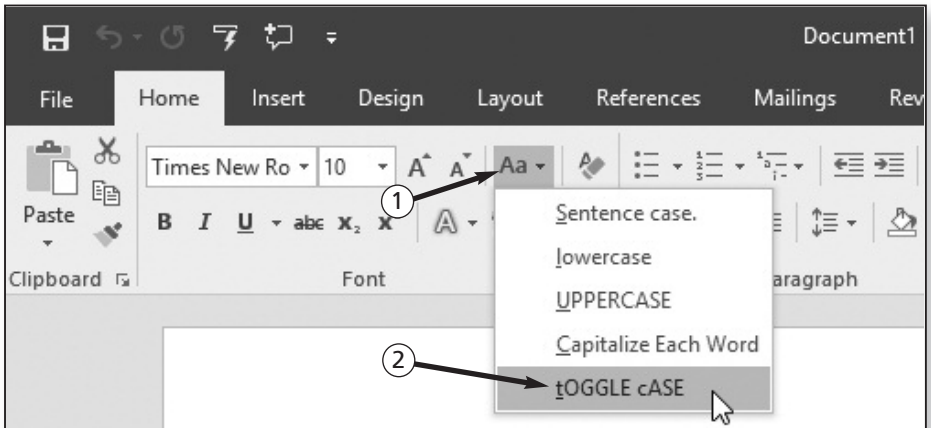 Document1
File Home Insert Design Layout References Mailings Rev
Times New Ro 10 A A Aa
1
Paste B I U abc X₂ X A
Sentence case.
lowercase
UPPERCASE
Capitalize Each Word
2
tOGGLE cASE
Clipboard Font aragraph